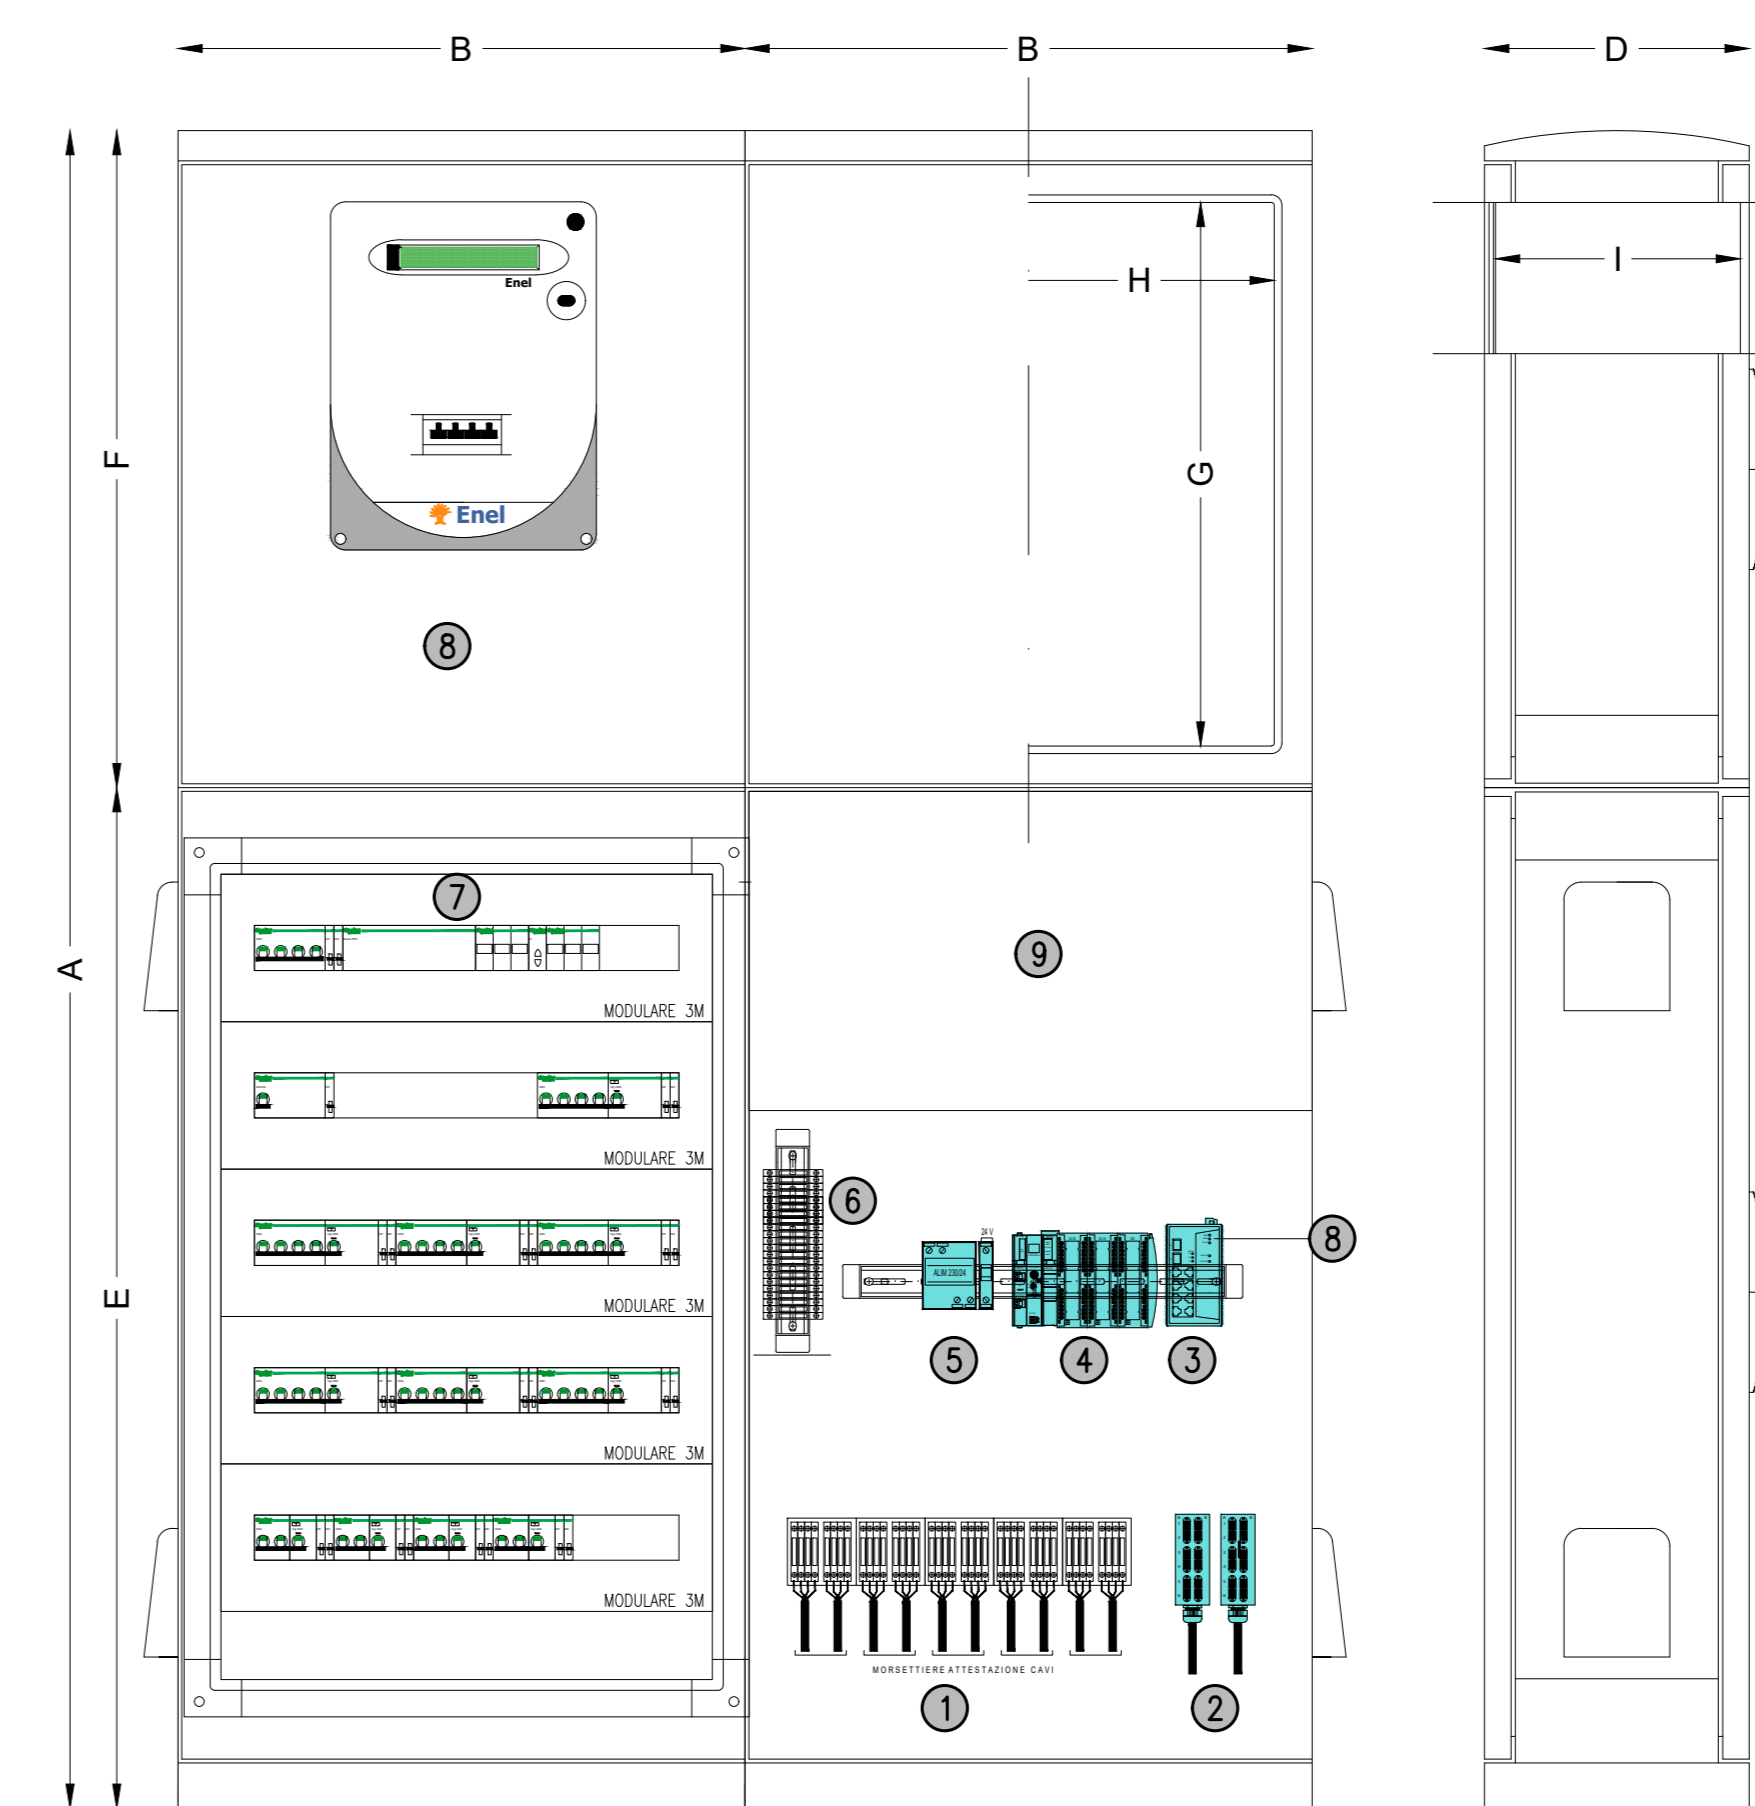 B
B
D
Enel
H
I
F
G
Enel
8
7
A
9
MODULARE 3M
MODULARE 3M
6
24 V
8
ALIM 230/24
E
MODULARE 3M
5
4
3
MODULARE 3M
MODULARE 3M
MORSETTIERE ATTESTAZIONE CAVI
1
2